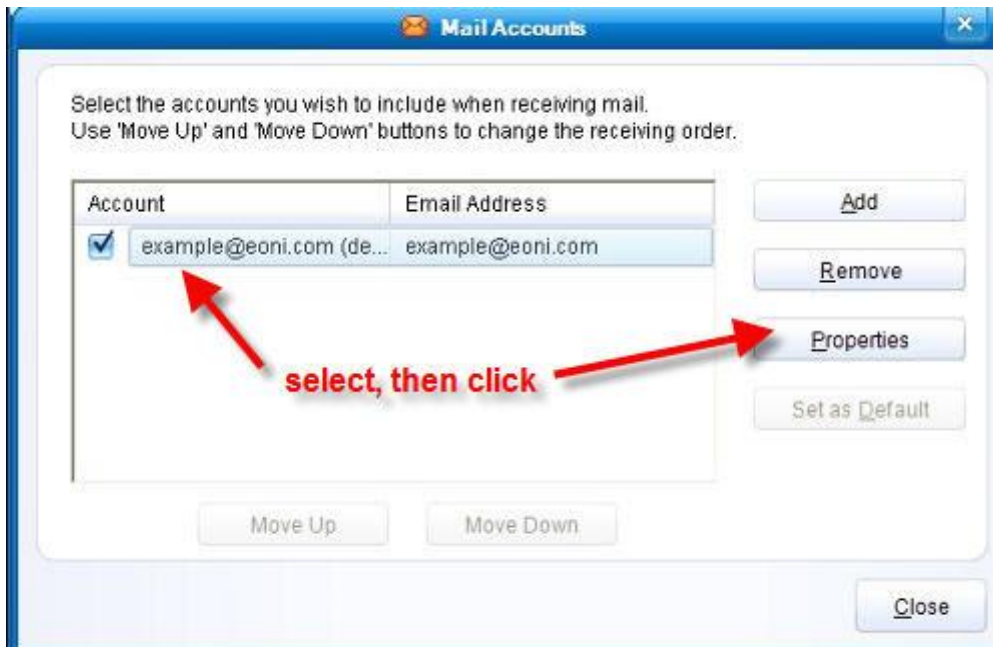 Mail Accounts
Select the accounts you wish to include when receiving mail.
Use 'Move Up' and 'Move Down' buttons to change the receiving order.
Account Email Address
example@eoni.com (de... example@eoni.com
Add
Remove
Properties
select, then click
Set as Default
Move Up Move Down
Close